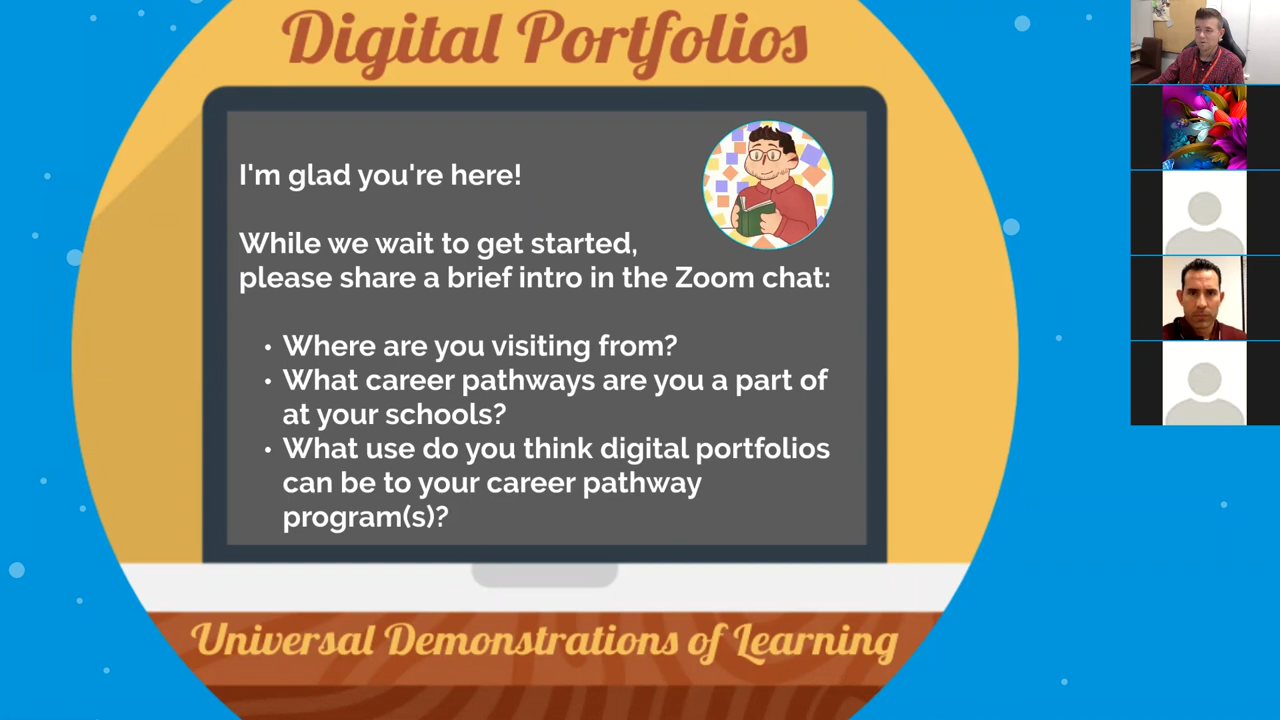 Digital Portfolios
I'm glad you're here!
While we wait to get started,
please share a brief intro in the Zoom chat:
• Where are you visiting from?
• What career pathways are you a part of
at your schools?
• What use do you think digital portfolios
can be to your career pathway
program(s)?
Universal Demonstrations of Learning